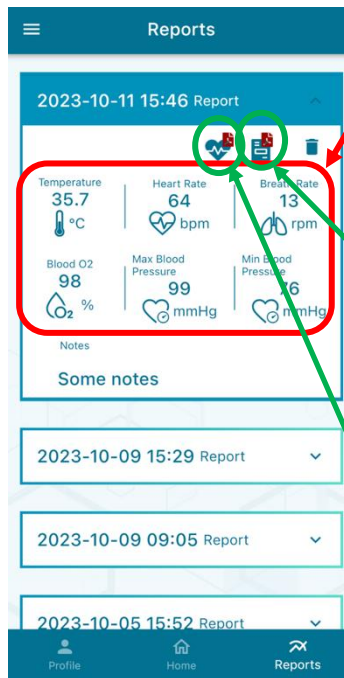 Reports
2023-10-11 15:46 Report
Temperature Heart Rate Breath Rate
35.7 64 13
°C bpm rpm
Blood O2 Max Blood Pressure Min Blood Pressure
98 99 76
O2 % mmHg mmHg
Notes
Some notes
2023-10-09 15:29 Report
2023-10-09 09:05 Report
2023-10-05 15:52 Report
Profile Home Reports